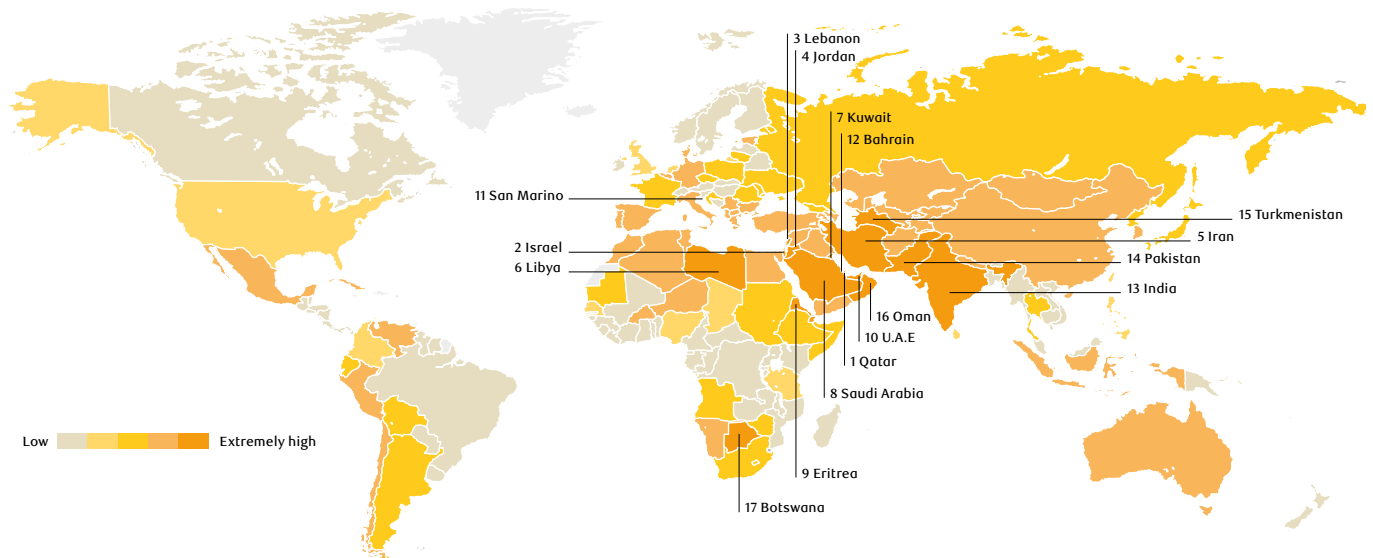 3 Lebanon
4 Jordan
7 Kuwait
12 Bahrain
11 San Marino
15 Turkmenistan
5 Iran
2 Israel
14 Pakistan
6 Libya
13 India
16 Oman
10 U.A.E
1 Qatar
8 Saudi Arabia
Low Extremely high
9 Eritrea
17 Botswana